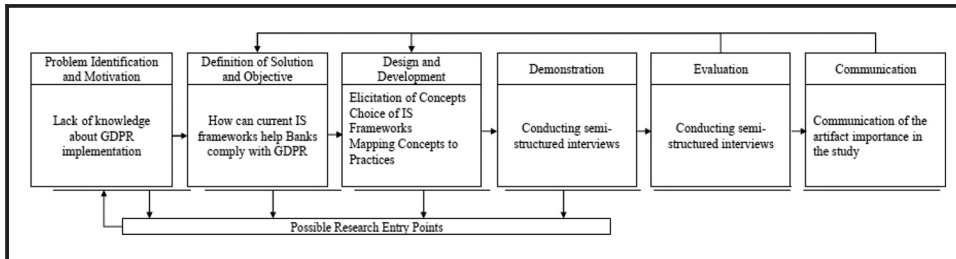 Problem Identification
and Motivation
Lack of knowledge
about GDPR
implementation
Definition of Solution
and Objective
How can current IS
frameworks help Banks
comply with GDPR
Design and
Development
Elicitation of Concepts
Choice of IS
Frameworks
Mapping Concepts to
Practices
Demonstration
Conducting semi-
structured interviews
Evaluation
Conducting semi-
structured interviews
Communication
Communication of the
artifact importance in
the study
Possible Research Entry Points